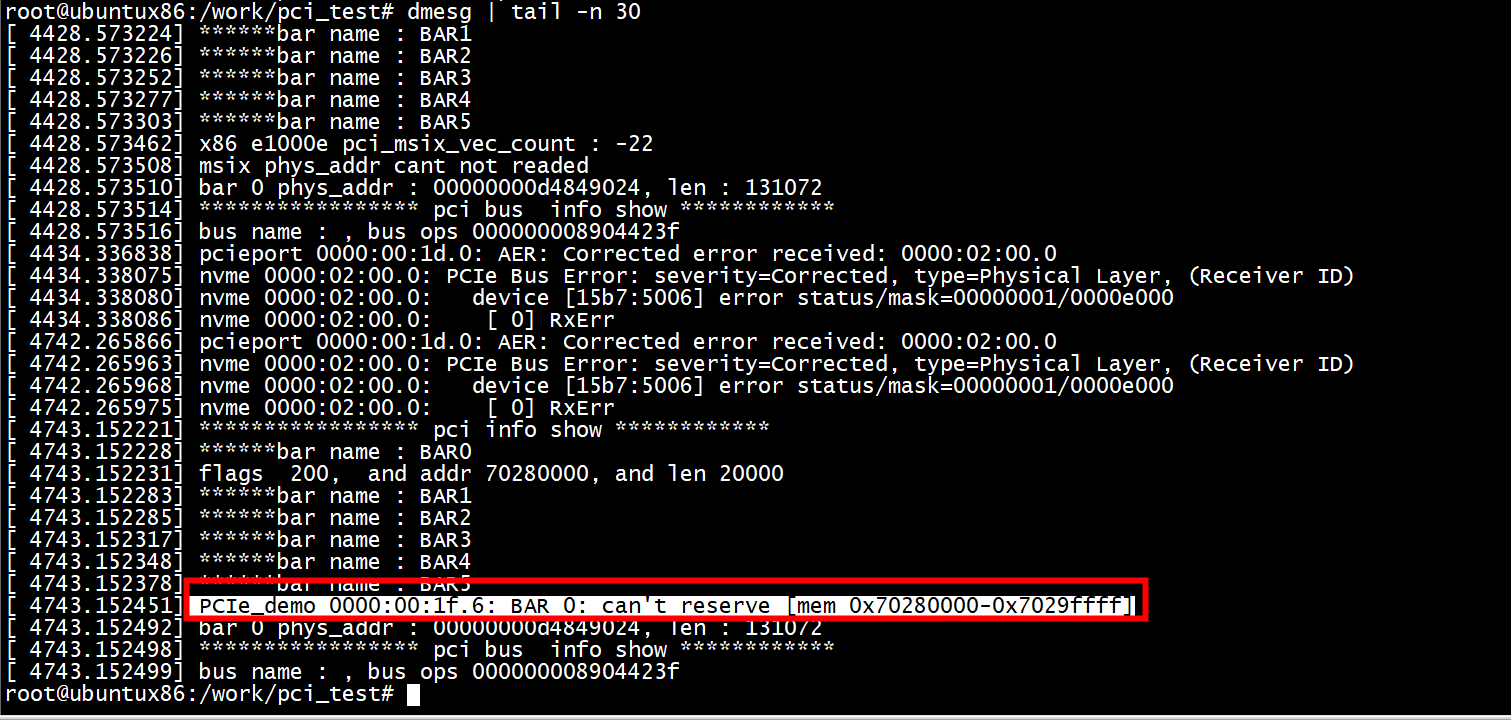 root@ubuntux86:/work/pci_test# dmesg | tail -n 30
[ 4428.573224] ******bar name : BAR1
[ 4428.573226] ******bar name : BAR2
[ 4428.573252] ******bar name : BAR3
[ 4428.573277] ******bar name : BAR4
[ 4428.573303] ******bar name : BAR5
[ 4428.573462] x86 e1000e pci_msix_vec_count : -22
[ 4428.573508] msix phys_addr cant not readed
[ 4428.573510] bar 0 phys_addr : 00000000d4849024, len : 131072
[ 4428.573514] ***************** pci bus  info show ************
[ 4428.573516] bus name : , bus ops 000000008904423f
[ 4434.336838] pcieport 0000:00:1d.0: AER: Corrected error received: 0000:02:00.0
[ 4434.338075] nvme 0000:02:00.0: PCIe Bus Error: severity=Corrected, type=Physical Layer, (Receiver ID)
[ 4434.338080] nvme 0000:02:00.0:   device [15b7:5006] error status/mask=00000001/0000e000
[ 4434.338086] nvme 0000:02:00.0:    [ 0] RxErr
[ 4742.265866] pcieport 0000:00:1d.0: AER: Corrected error received: 0000:02:00.0
[ 4742.265963] nvme 0000:02:00.0: PCIe Bus Error: severity=Corrected, type=Physical Layer, (Receiver ID)
[ 4742.265968] nvme 0000:02:00.0:   device [15b7:5006] error status/mask=00000001/0000e000
[ 4742.265975] nvme 0000:02:00.0:    [ 0] RxErr
[ 4743.152221] ***************** pci info show ************
[ 4743.152228] ******bar name : BAR0
[ 4743.152231] flags  200,  and addr 70280000, and len 20000
[ 4743.152283] ******bar name : BAR1
[ 4743.152285] ******bar name : BAR2
[ 4743.152317] ******bar name : BAR3
[ 4743.152348] ******bar name : BAR4
[ 4743.152378] ******bar name : BAR5
[ 4743.152451] PCIe_demo 0000:00:1f.6: BAR 0: can't reserve [mem 0x70280000-0x7029ffff]
[ 4743.152492] bar 0 phys_addr : 00000000d4849024, len : 131072
[ 4743.152498] ***************** pci bus  info show ************
[ 4743.152499] bus name : , bus ops 000000008904423f
root@ubuntux86:/work/pci_test#